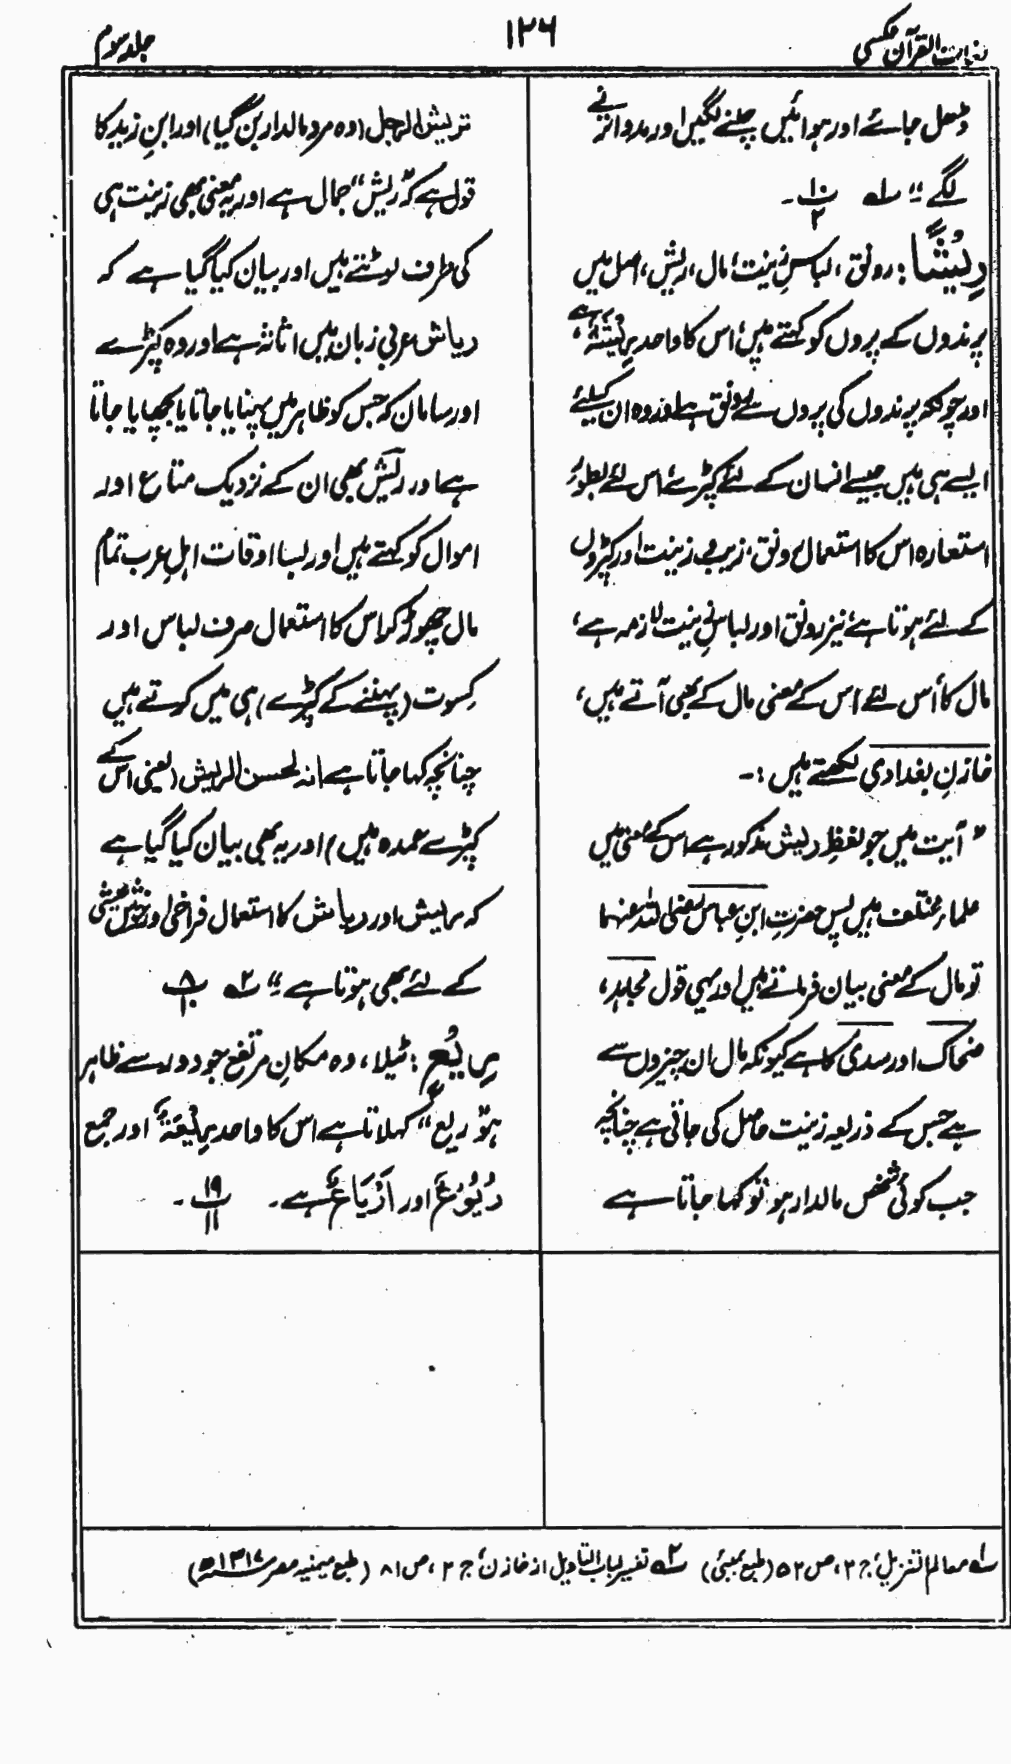 لغات القرآن عکسی
۱۲۶
جلد سوم
ڈھل جائے اور ہوائیں چلنے لگیں اور مدد اترنے
لگے“ ؎۱ ۱۰/۲ ۔
رِیْشًا: رونق، لباسِ زینت، مال، ریش، اصل میں
پرندوں کے پروں کو کہتے ہیں، اس کا واحد رِیْشَۃٌ ہے،
اور چونکہ پرندوں کی پروں سے رونق ہے اور وہ ان کیلئے
ایسے ہی ہیں جیسے انسان کے لئے کپڑے، اس لئے بطور
استعارہ اس کا استعمال رونق، زیب و زینت اور کپڑوں
کے لئے ہوتا ہے، نیز رونق اور لباسِ زینت لازمہ ہے،
مال کا اس لئے اس کے معنی مال کے بھی آتے ہیں،
خازنِ بغدادی لکھتے ہیں :۔
” آیت میں جو لفظِ ریش مذکور ہے اس کے معنی میں
علماء مختلف ہیں پس حضرتِ ابنِ عباس رضی اللہ عنہما
تو مال کے معنی بیان فرماتے ہیں اور یہی قول مجاہد،
ضحاک اور سدی کا ہے کیونکہ مال ان چیزوں سے
ہے جس کے ذریعہ زینت حاصل کی جاتی ہے چنانچہ
جب کوئی شخص مالدار ہو تو کہا جاتا ہے
تریش الرجل (وہ مرد مالدار بن گیا) اور ابنِ زید کا
قول ہے کہ ”ریش“ جمال ہے اور یہ معنی بھی زینت ہی
کی طرف لوٹتے ہیں اور بیان کیا گیا ہے کہ
ریاش عربی زبان میں اثاثہ ہے اور وہ کپڑے
اور سامان کہ جس کو ظاہر میں پہنایا جاتا یا بچھایا جاتا
ہے اور ریش بھی ان کے نزدیک متاع اور
اموال کو کہتے ہیں اور بسا اوقات اہلِ عرب تمام
مال چھوڑ کر اس کا استعمال صرف لباس اور
کسوت (پہننے کے کپڑے) ہی میں کرتے ہیں
چنانچہ کہا جاتا ہے انہ لحسن الریش (یعنی اس کے
کپڑے عمدہ ہیں) اور یہ بھی بیان کیا گیا ہے
کہ ریش اور ریاش کا استعمال فراخی اور خوش عیشی
کے لئے بھی ہوتا ہے“ ؎۲ ۸/۱۰
رِیْعٍ: ٹیلا، وہ مکانِ مرتفع جو دور سے ظاہر
ہو ”ریع“ کہلاتا ہے اس کا واحد رِیْعَۃٌ اور جمع
رُیُوْعٌ اور اَرْیَاعٌ ہے۔ ۱۹/۱۱ ۔
؎۱ معالم التنزیل، ج ۲، ص ۵۲ (طبع بمبئی) ؎۲ تفسیر لباب التاویل از خازن، ج ۲، ص ۸۱ (طبع میمنیہ مصر ۱۳۱۷ھ)